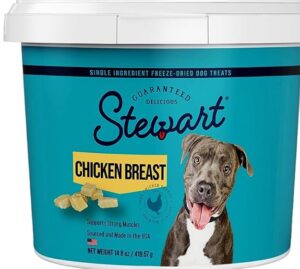 SINGLE INGREDIENT FREEZE-DRIED DOG TREATS
GUARANTEED
DELICIOUS
Stewart®
CHICKEN BREAST
Supports Strong Muscles
Sourced and Made in the USA
NET WEIGHT 14.8 oz / 419.57 g